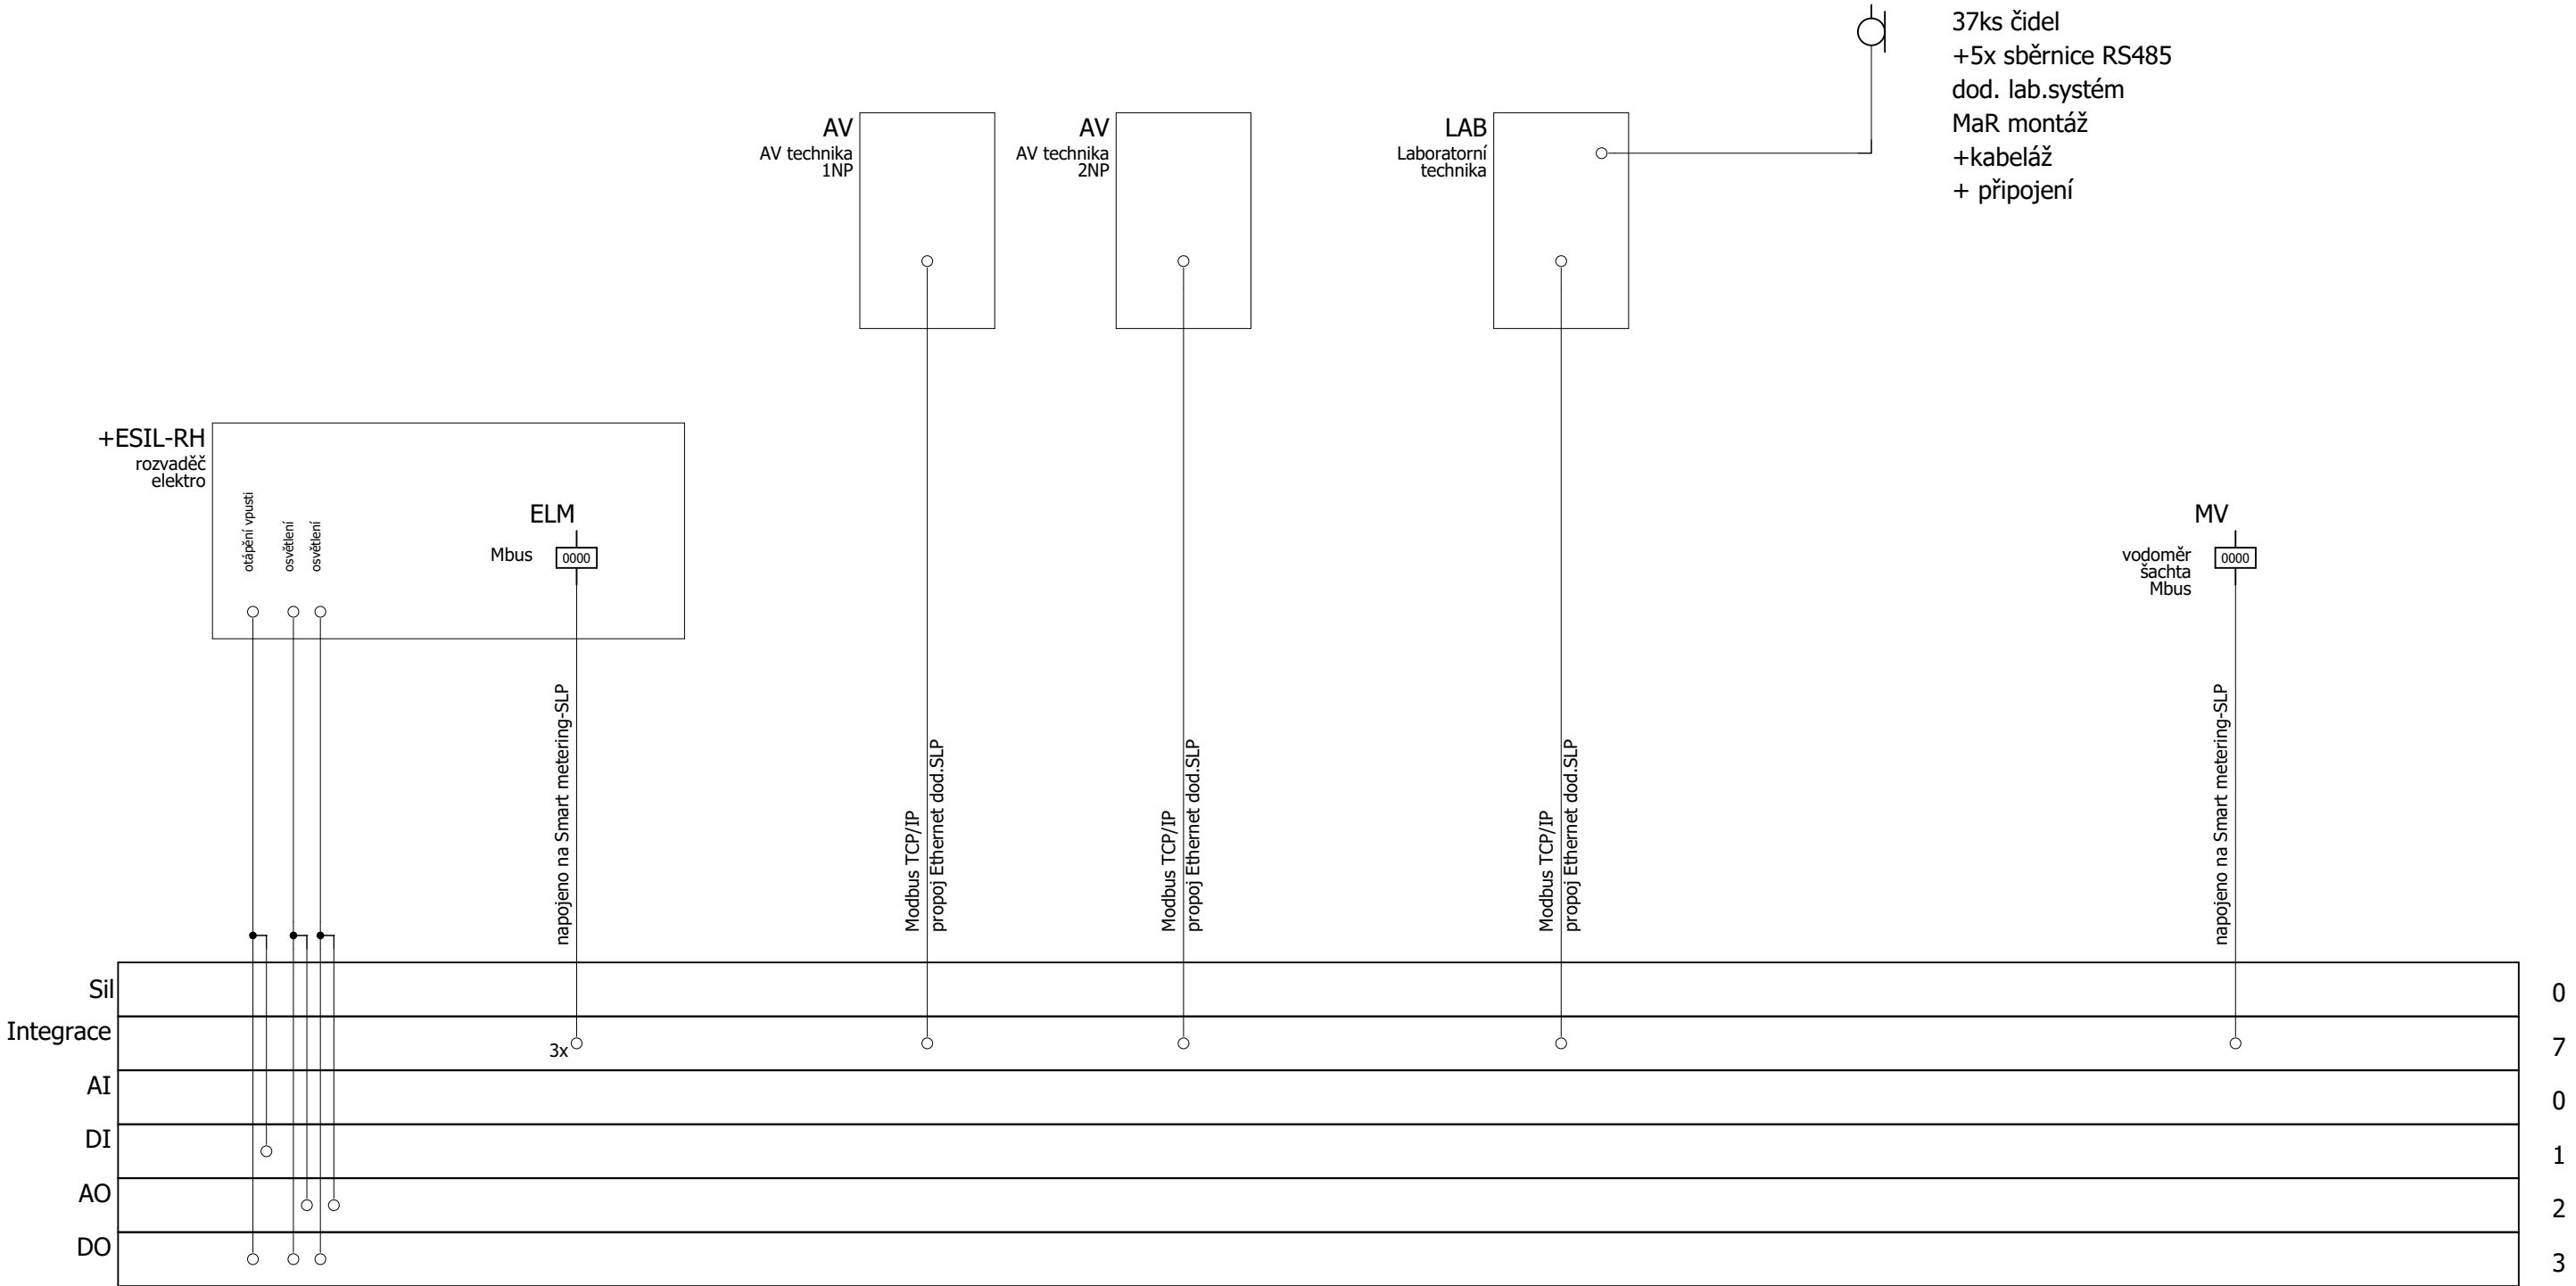 37ks čidel
+5x sběrnice RS485
dod. lab.systém
MaR montáž
+kabeláž
+ připojení
AV
AV technika
1NP
AV
AV technika
2NP
LAB
Laboratorní
technika
+ESIL-RH
rozvaděč
elektro
otápění vpusti
osvětlení
osvětlení
ELM
Mbus
0000
MV
vodoměr
šachta
Mbus
0000
napojeno na Smart metering-SLP
Modbus TCP/IP
propoj Ethernet dod.SLP
Modbus TCP/IP
propoj Ethernet dod.SLP
Modbus TCP/IP
propoj Ethernet dod.SLP
napojeno na Smart metering-SLP
Sil 0
Integrace 3x 7
AI 0
DI 1
AO 2
DO 3